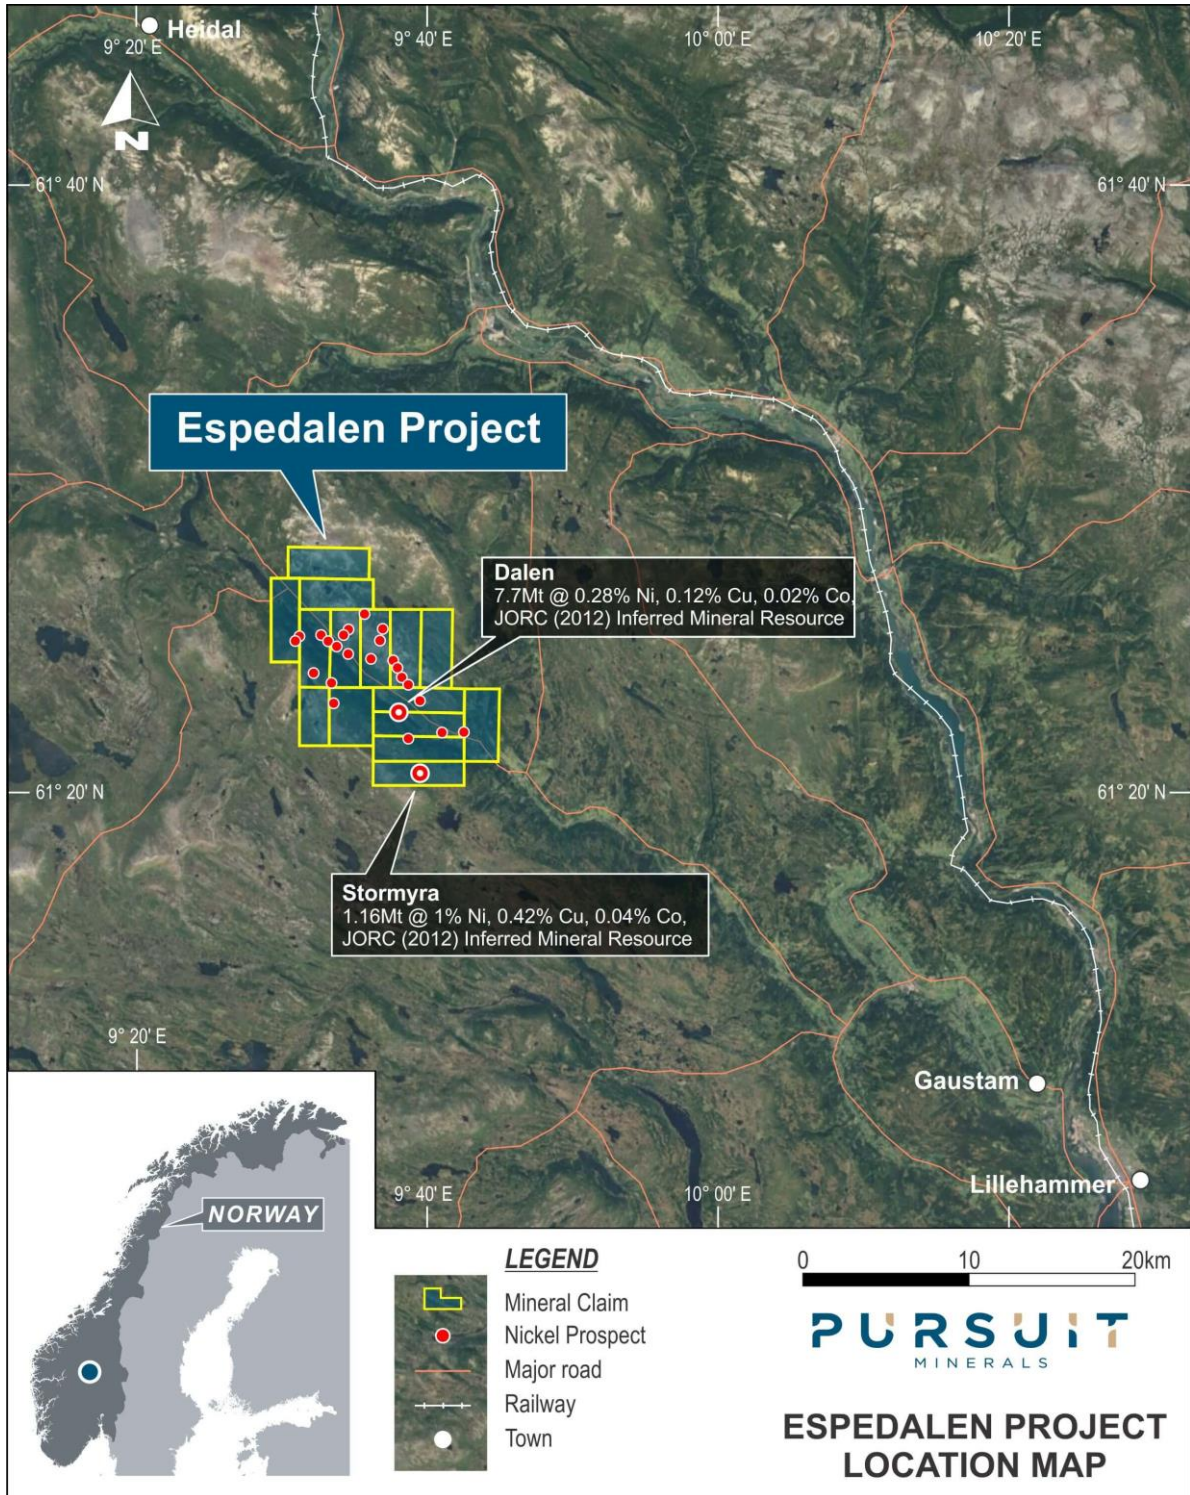 Heidal
9° 20' E
9° 40' E
10° 00' E
10° 20' E
N
61° 40' N
61° 40' N
Espedalen Project
Dalen
7.7Mt @ 0.28% Ni, 0.12% Cu, 0.02% Co,
JORC (2012) Inferred Mineral Resource
61° 20' N
61° 20' N
Stormyra
1.16Mt @ 1% Ni, 0.42% Cu, 0.04% Co,
JORC (2012) Inferred Mineral Resource
9° 20' E
Gaustam
Lillehammer
9° 40' E
10° 00' E
NORWAY
LEGEND
Mineral Claim
Nickel Prospect
Major road
Railway
Town
0 10 20km
PURSUIT
MINERALS
ESPEDALEN PROJECT
LOCATION MAP